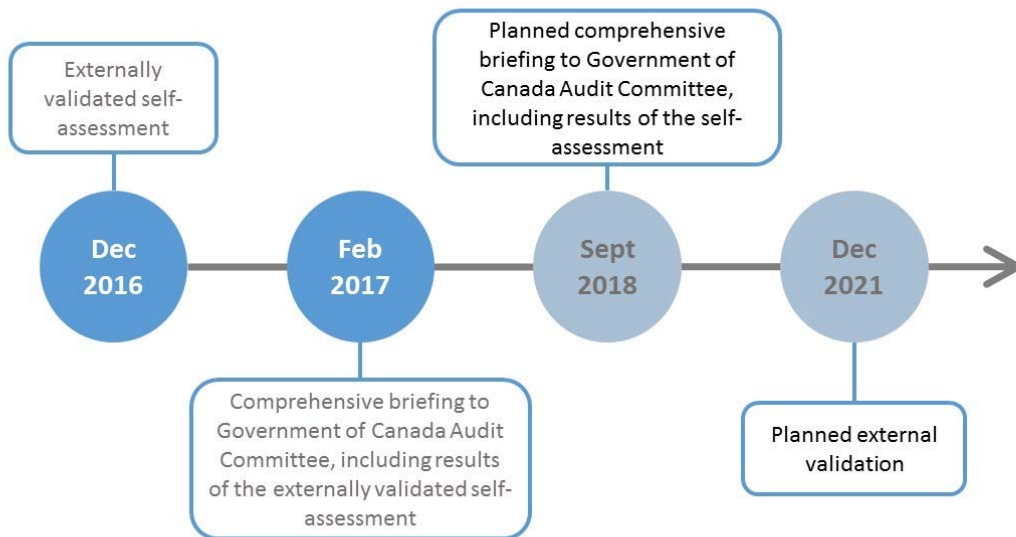 Externally
validated self-
assessment
Planned comprehensive
briefing to Government of
Canada Audit Committee,
including results of the self-
assessment
Dec
2016
Feb
2017
Sept
2018
Dec
2021
Comprehensive briefing to
Government of Canada Audit
Committee, including results
of the externally validated self-
assessment
Planned external
validation